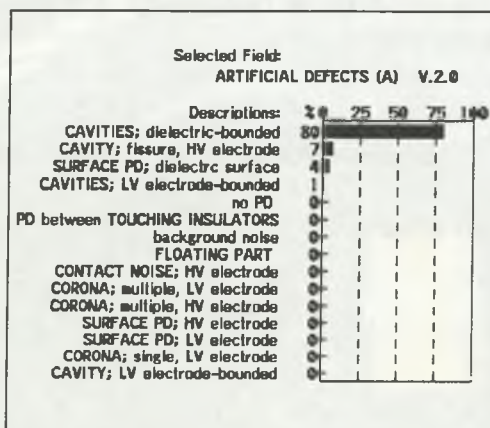 Selected Field:
ARTIFICIAL DEFECTS (A) V.2.0
Descriptions: % 0 25 50 75 100
CAVITIES; dielectric-bounded 80
CAVITY; fissure, HV electrode 7
SURFACE PD; dielectrc surface 4
CAVITIES; LV electrode-bounded 1
no PD 0
PD between TOUCHING INSULATORS 0
background noise 0
FLOATING PART 0
CONTACT NOISE; HV electrode 0
CORONA; multiple, LV electrode 0
CORONA; multiple, HV electrode 0
SURFACE PD; HV electrode 0
SURFACE PD; LV electrode 0
CORONA; single, LV electrode 0
CAVITY; LV electrode-bounded 0